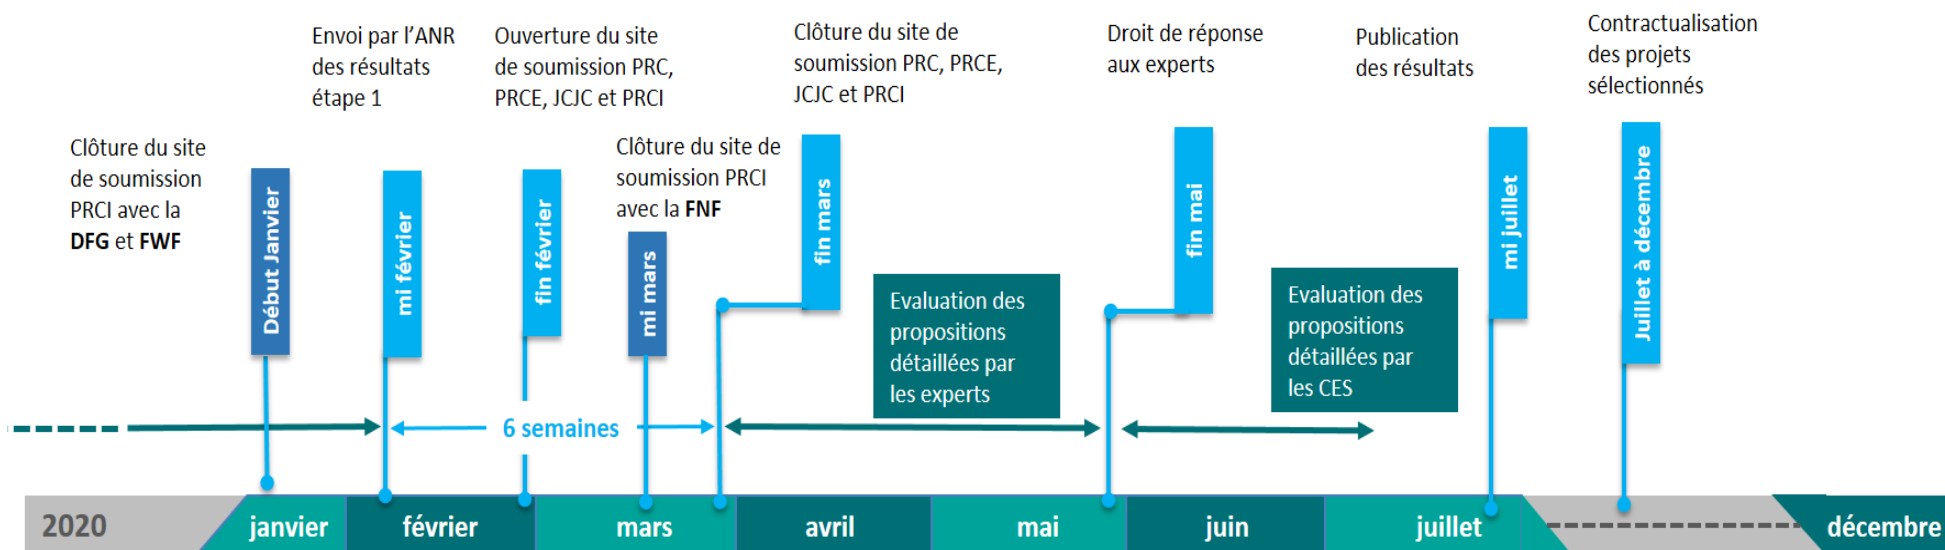 Clôture du site
de soumission
PRCI avec la
DFG et FWF
Début Janvier
Envoi par l’ANR
des résultats
étape 1
mi février
Ouverture du site
de soumission PRC,
PRCE, JCJC et PRCI
fin février
Clôture du site de
soumission PRCI
avec la FNF
mi mars
Clôture du site de
soumission PRC, PRCE,
JCJC et PRCI
fin mars
Evaluation des
propositions
détaillées par
les experts
Droit de réponse
aux experts
fin mai
Evaluation des
propositions
détaillées par
les CES
Publication
des résultats
mi juillet
Contractualisation
des projets
sélectionnés
Juillet à décembre
6 semaines
2020
janvier
février
mars
avril
mai
juin
juillet
décembre